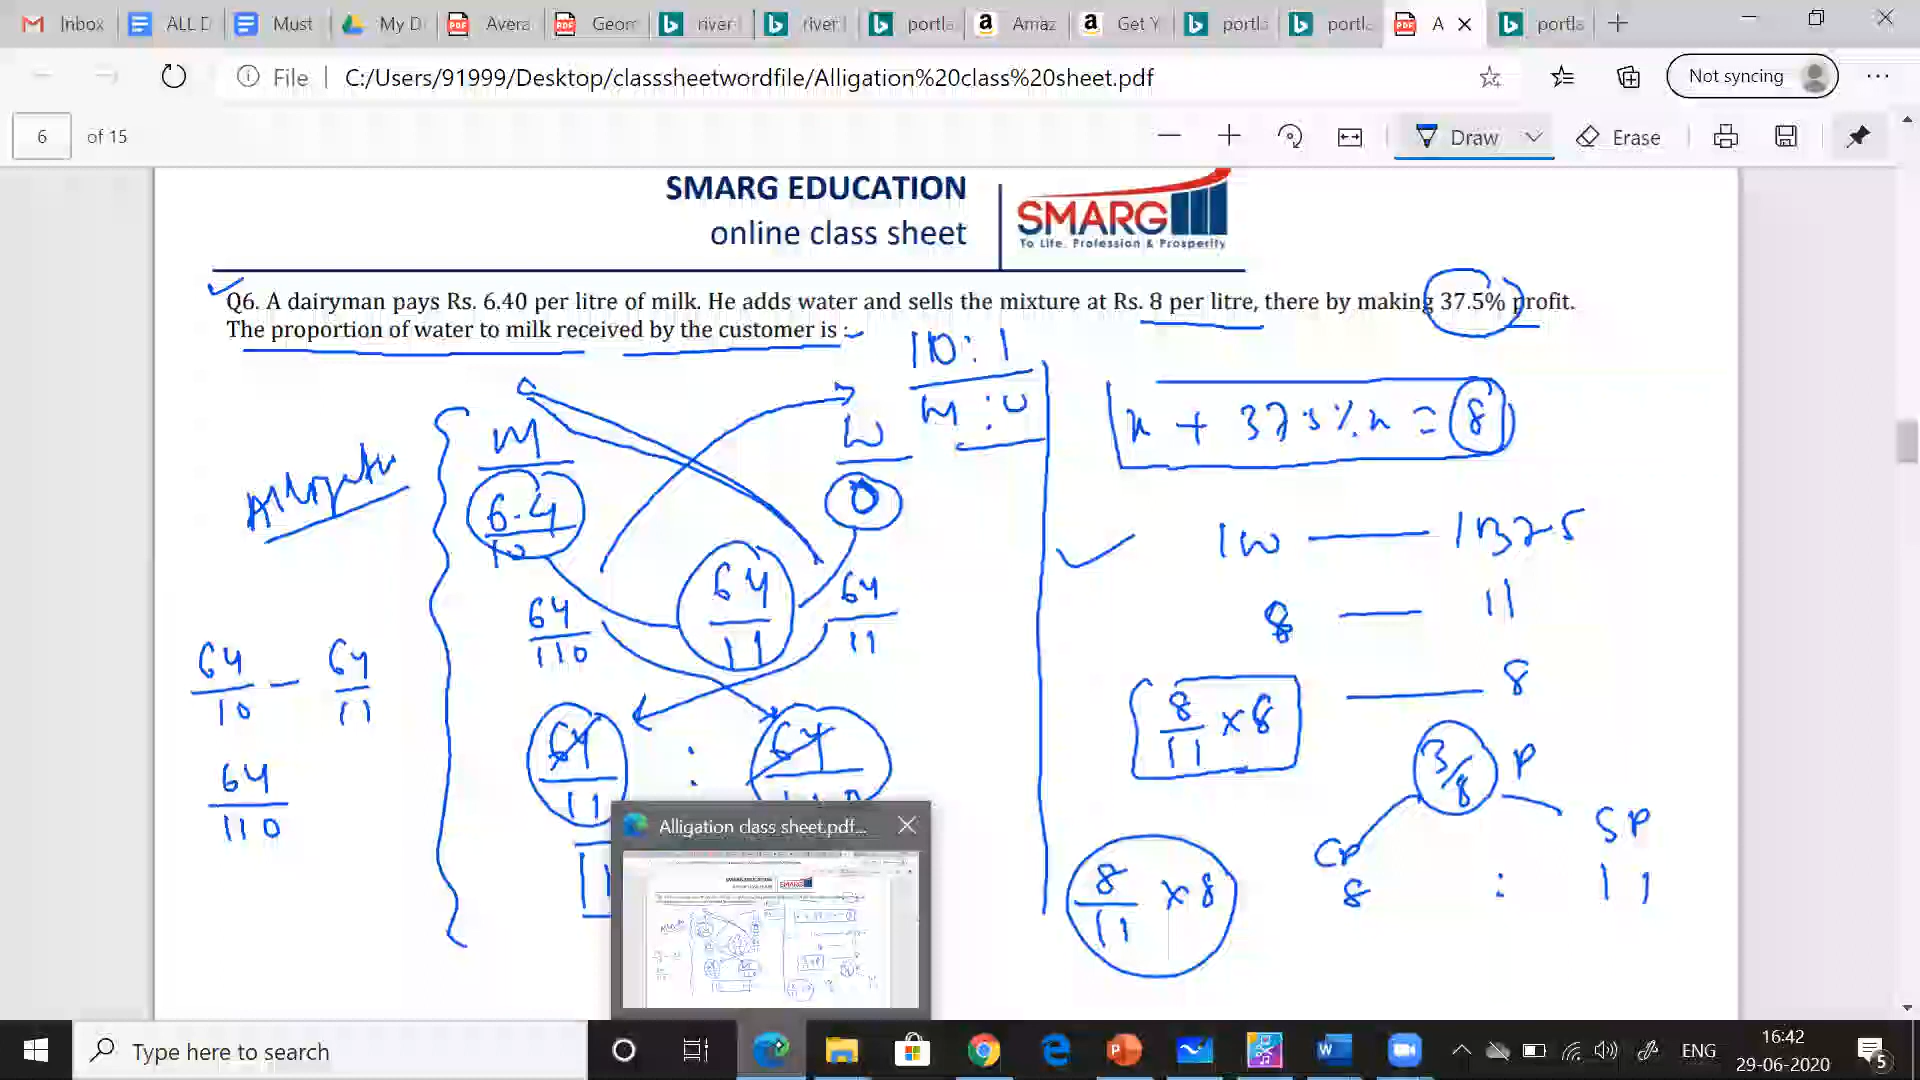 Inbox
ALL D
Must
My D
Avera
Geom
river
river
portla
Amaz
Get Y
portla
portla
A
portla
File
C:/Users/91999/Desktop/classsheetwordfile/Alligation%20class%20sheet.pdf
Not syncing
6 of 15
Draw
Erase
SMARG EDUCATION
online class sheet
SMARG
To Life, Profession & Prosperity
Q6. A dairyman pays Rs. 6.40 per litre of milk. He adds water and sells the mixture at Rs. 8 per litre, there by making 37.5% profit.
The proportion of water to milk received by the customer is :-
10 : 1
M : W
M
W
6.4
10
0
64/11
64/110
64/11
64/10 - 64/11
64/110
64/11 :
x + 37.5% x = 8
100 — 137.5
8 — 11
8/11 × 8 — 8
3/8 P
CP SP
8 : 11
8/11 × 8
Alligation class sheet.pdf...
Type here to search
ENG
16:42
29-06-2020
5